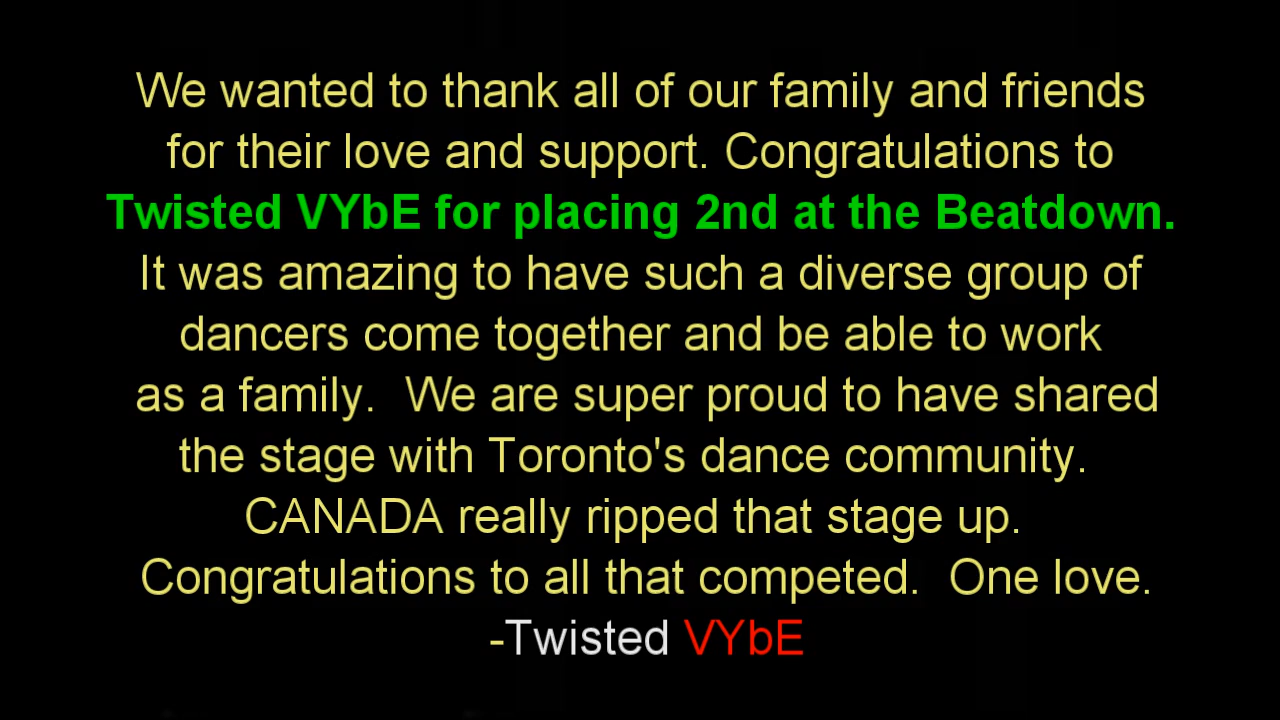 We wanted to thank all of our family and friends
for their love and support. Congratulations to
Twisted VYbE for placing 2nd at the Beatdown.
It was amazing to have such a diverse group of
dancers come together and be able to work
as a family.  We are super proud to have shared
the stage with Toronto's dance community.
CANADA really ripped that stage up.
Congratulations to all that competed.  One love.
-Twisted VYbE